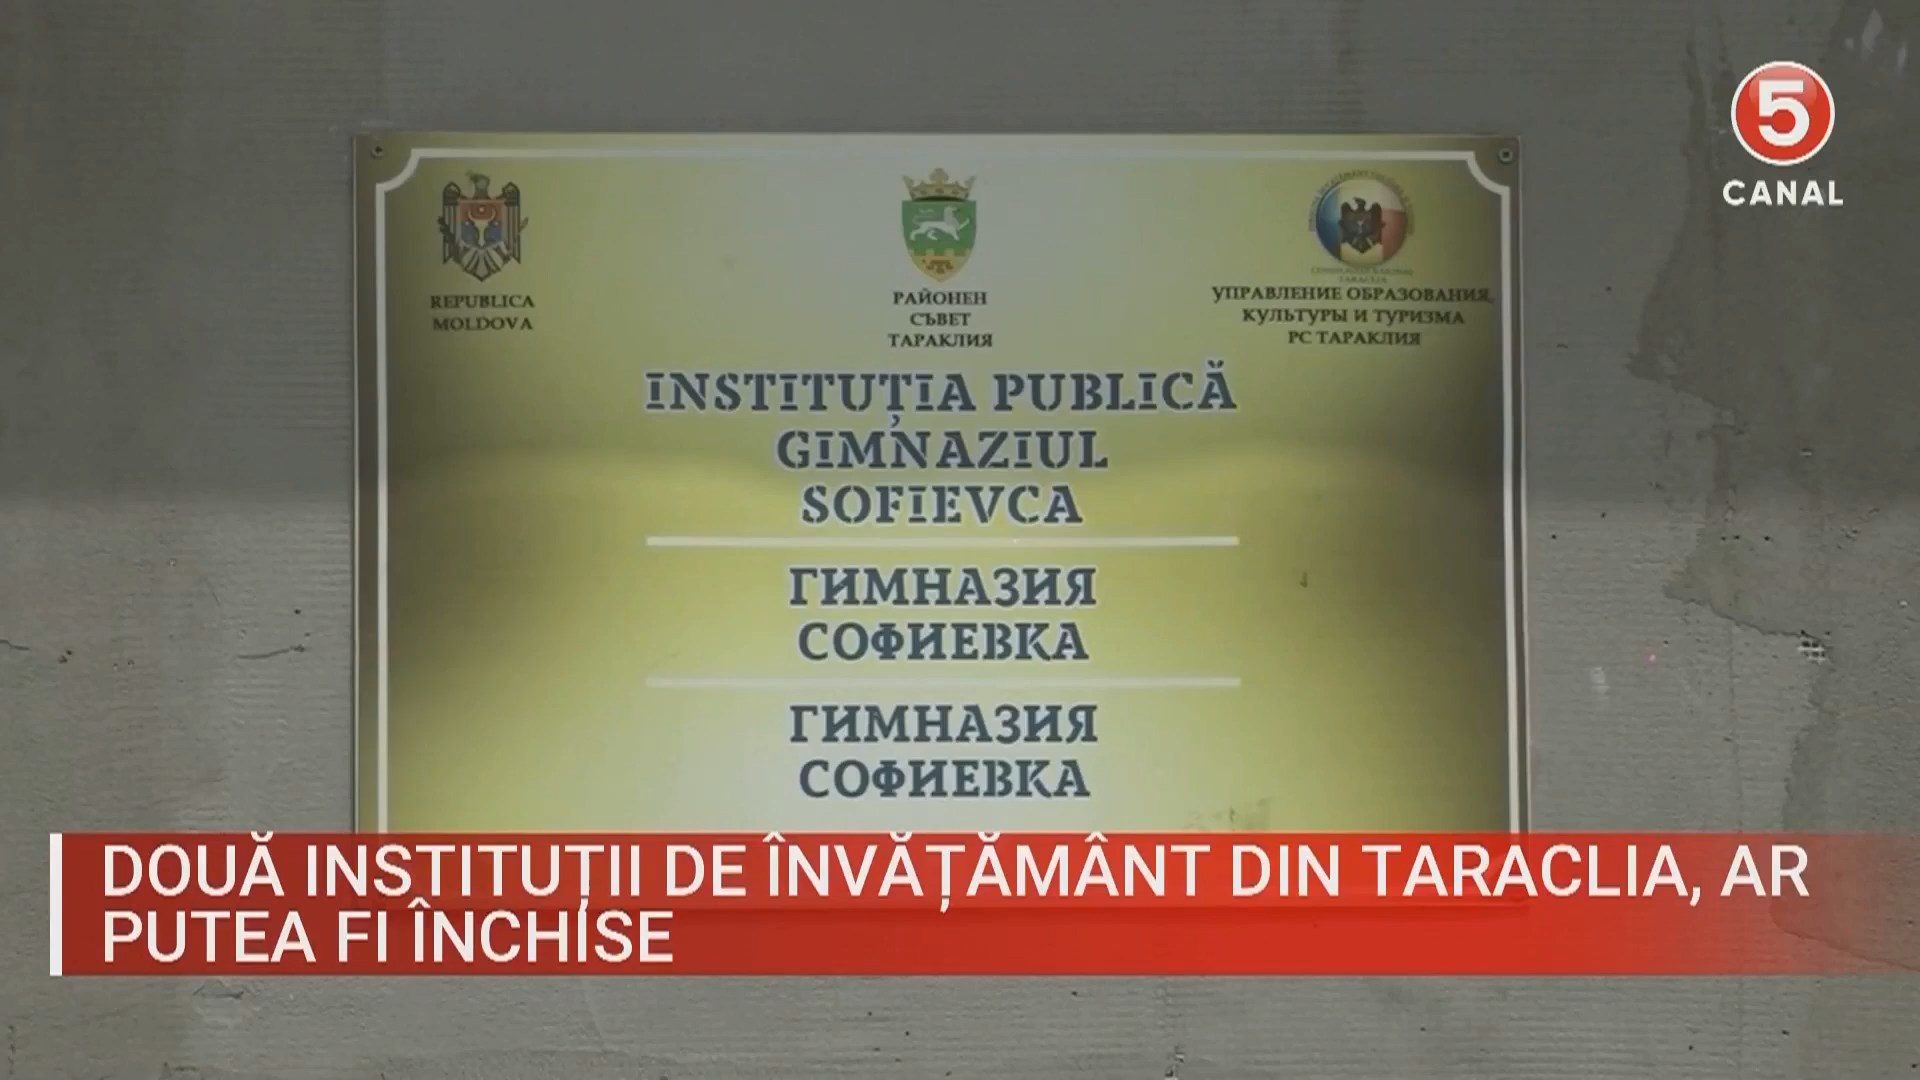 5
CANAL
REPUBLICA
MOLDOVA
РАЙОНЕН
СЪВЕТ
ТАРАКЛИЯ
УПРАВЛЕНИЕ ОБРАЗОВАНИЯ,
КУЛЬТУРЫ И ТУРИЗМА
РС ТАРАКЛИЯ
INSTITUȚIA PUBLICĂ
GIMNAZIUL
SOFIEVCA
ГИМНАЗИЯ
СОФИЕВКА
ГИМНАЗИЯ
СОФИЕВКА
DOUĂ INSTITUȚII DE ÎNVĂȚĂMÂNT DIN TARACLIA, AR
PUTEA FI ÎNCHISE